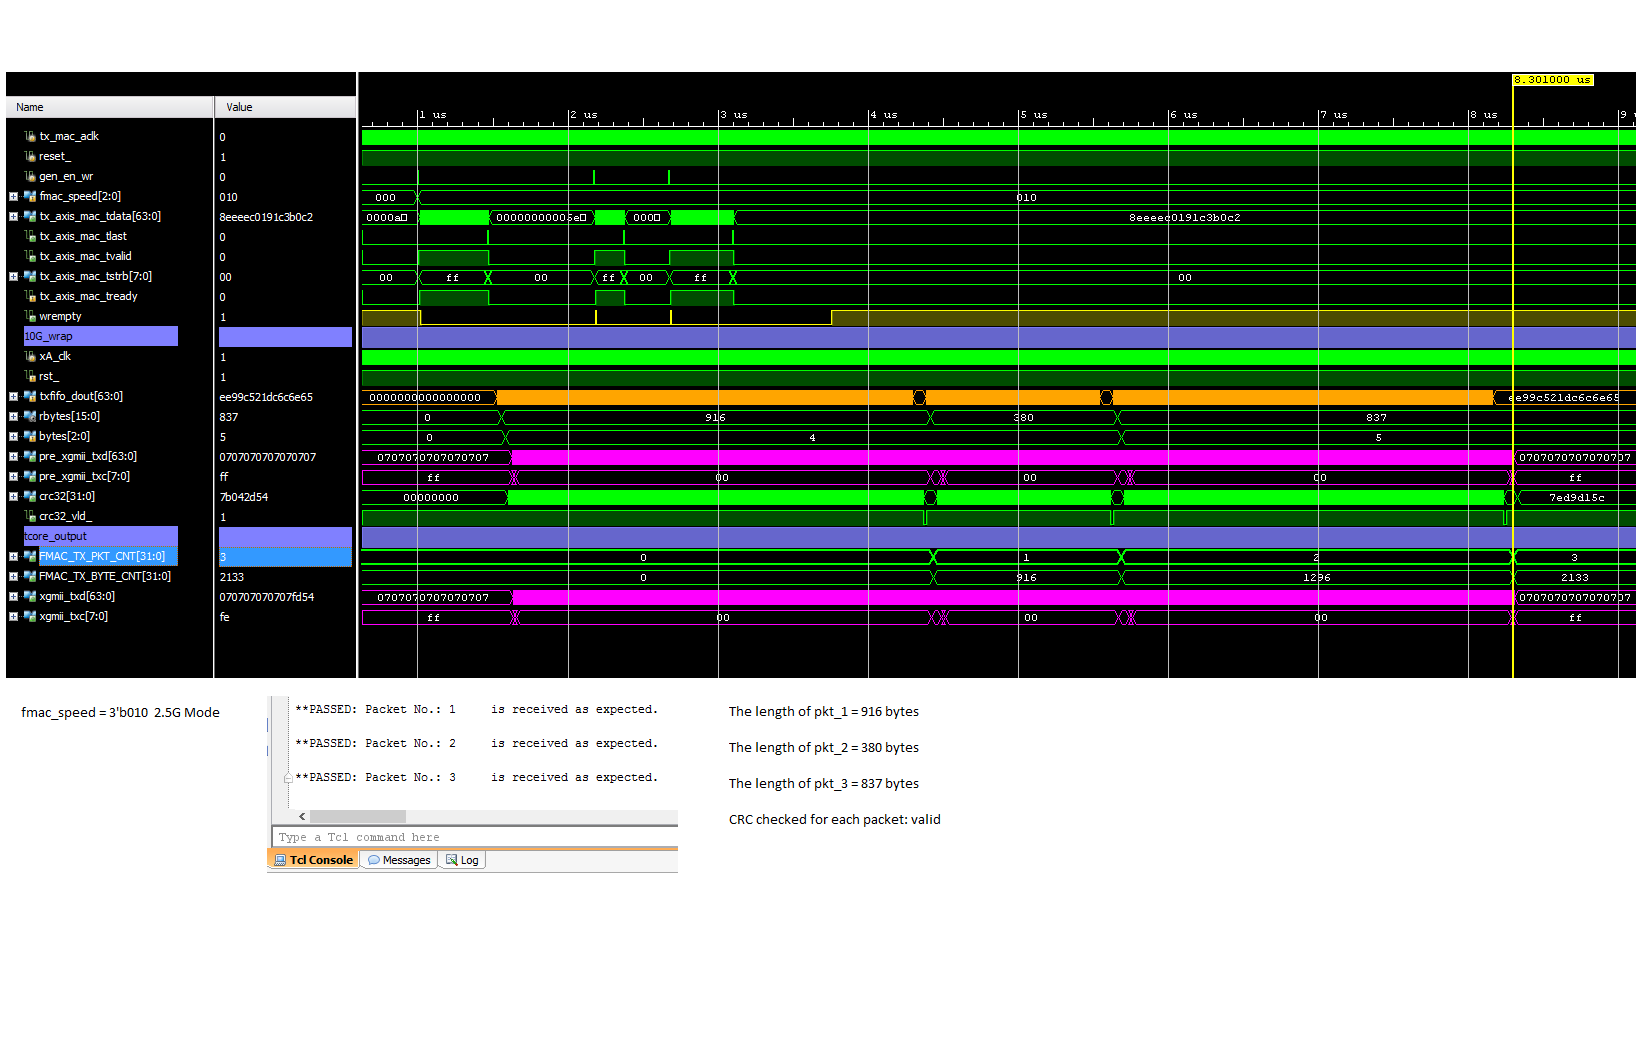 8.301000 us
Name Value
1 us 2 us 3 us 4 us 5 us 6 us 7 us 8 us 9
tx_mac_aclk 0
reset_ 1
gen_en_wr 0
fmac_speed[2:0] 010 000 010
tx_axis_mac_tdata[63:0] 8eeeec0191c3b0c2 0000a 00000000005e 000 8eeeec0191c3b0c2
tx_axis_mac_tlast 0
tx_axis_mac_tvalid 0
tx_axis_mac_tstrb[7:0] 00 00 ff 00 ff 00 ff 00
tx_axis_mac_tready 0
wrempty 1
10G_wrap
xA_clk 1
rst_ 1
txfifo_dout[63:0] ee99c521dc6c6e65 0000000000000000 ee99c521dc6c6e65
rbytes[15:0] 837 0 916 380 837
bytes[2:0] 5 0 4 5
pre_xgmii_txd[63:0] 0707070707070707 0707070707070707 0707070707070707
pre_xgmii_txc[7:0] ff ff 00 00 00 ff
crc32[31:0] 7b042d54 00000000 7ed9d15c
crc32_vld_ 1
tcore_output
FMAC_TX_PKT_CNT[31:0] 3 0 1 2 3
FMAC_TX_BYTE_CNT[31:0] 2133 0 916 1296 2133
xgmii_txd[63:0] 070707070707fd54 0707070707070707 0707070707070707
xgmii_txc[7:0] fe ff 00 00 00 ff
fmac_speed = 3'b010 2.5G Mode
**PASSED: Packet No.: 1 is received as expected.
**PASSED: Packet No.: 2 is received as expected.
**PASSED: Packet No.: 3 is received as expected.
Type a Tcl command here
Tcl Console Messages Log
The length of pkt_1 = 916 bytes
The length of pkt_2 = 380 bytes
The length of pkt_3 = 837 bytes
CRC checked for each packet: valid